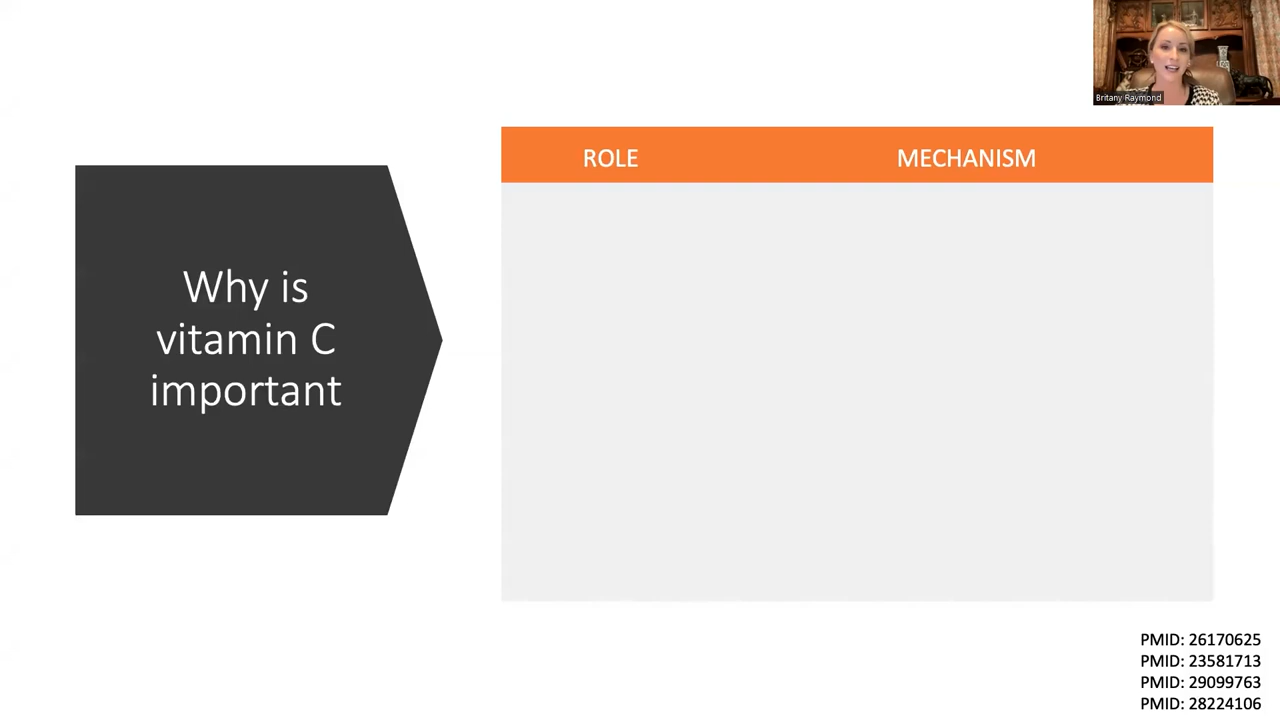 Britany Raymond
ROLE
MECHANISM
Why is
vitamin C
important
PMID: 26170625
PMID: 23581713
PMID: 29099763
PMID: 28224106